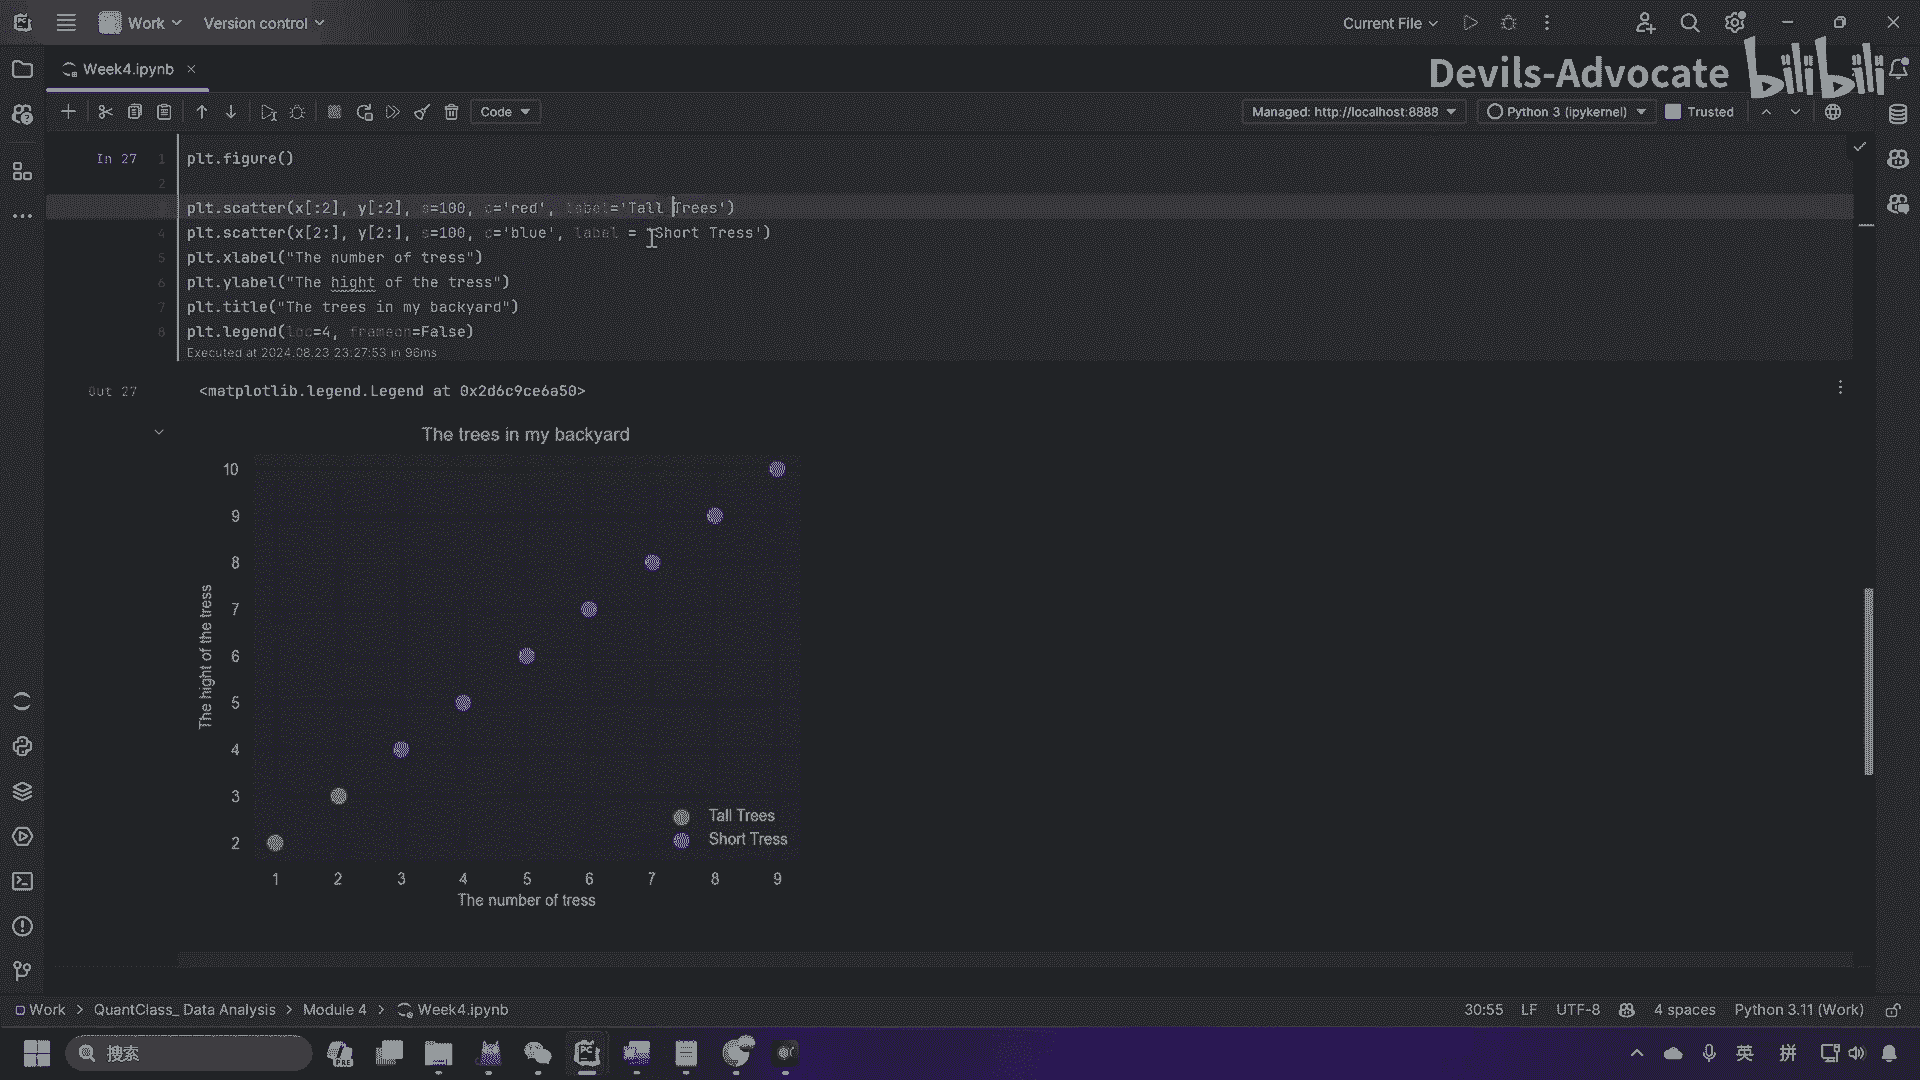 Work
Version control
Current File
Week4.ipynb
Devils-Advocate bilibili
Code
Managed: http://localhost:8888
Python 3 (ipykernel)
Trusted
In 27
1 plt.figure()
2
plt.scatter(x[:2], y[:2], s=100, c='red', label='Tall Trees')
4 plt.scatter(x[2:], y[2:], s=100, c='blue', label = 'Short Tress')
5 plt.xlabel("The number of tress")
6 plt.ylabel("The hight of the tress")
7 plt.title("The trees in my backyard")
8 plt.legend(loc=4, frameon=False)
Executed at 2024.08.23 23:27:53 in 96ms
Out 27
<matplotlib.legend.Legend at 0x2d6c9ce6a50>
The trees in my backyard
10
9
8
7
6
5
4
3
2
The hight of the tress
Tall Trees
Short Tress
1 2 3 4 5 6 7 8 9
The number of tress
Work > QuantClass_ Data Analysis > Module 4 > Week4.ipynb
30:55 LF UTF-8 4 spaces Python 3.11 (Work)
搜索
PRE
PC
英
拼